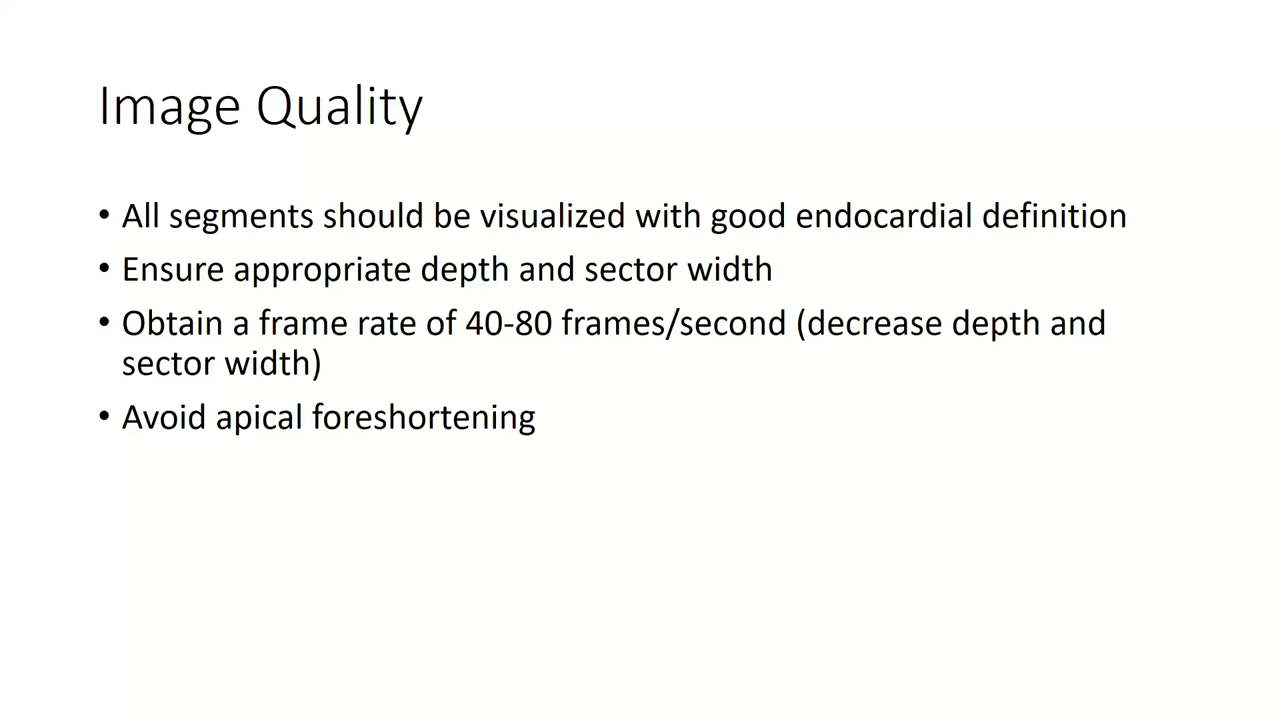 Image Quality
• All segments should be visualized with good endocardial definition
• Ensure appropriate depth and sector width
• Obtain a frame rate of 40-80 frames/second (decrease depth and
sector width)
• Avoid apical foreshortening